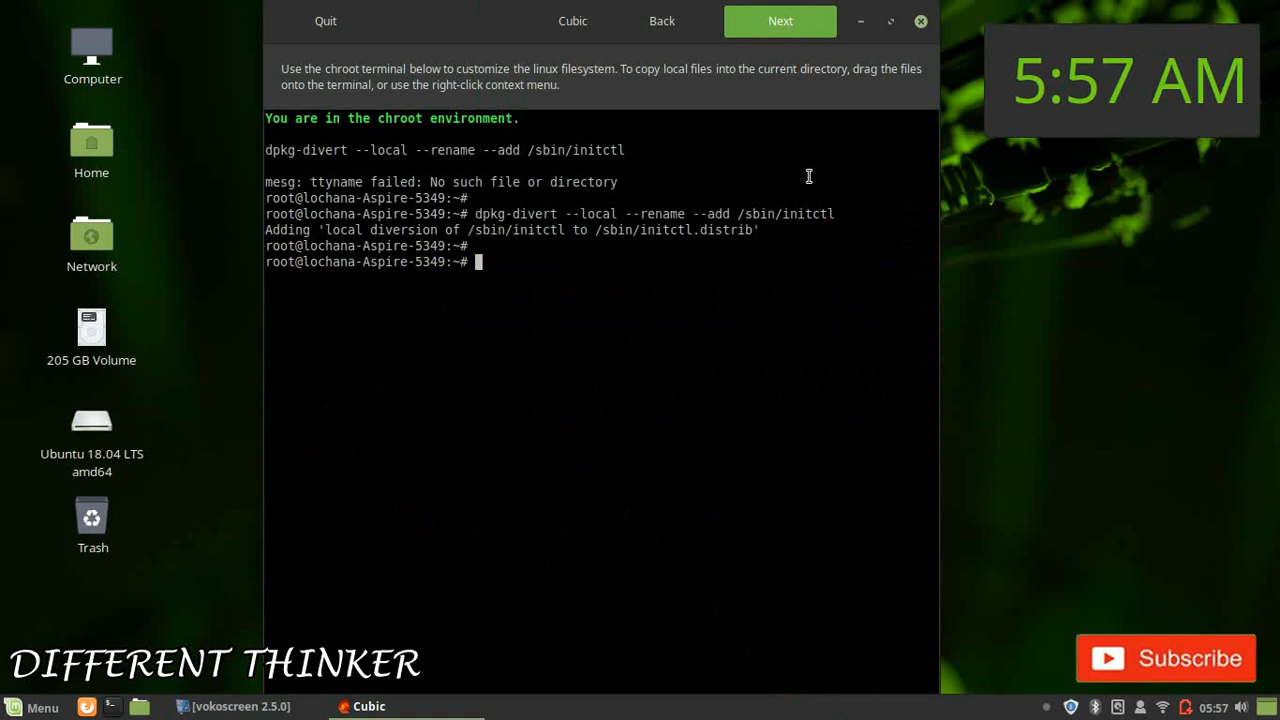 Quit
Cubic
Back
Next
Use the chroot terminal below to customize the linux filesystem. To copy local files into the current directory, drag the files
onto the terminal, or use the right-click context menu.
You are in the chroot environment.
dpkg-divert --local --rename --add /sbin/initctl
mesg: ttyname failed: No such file or directory
root@lochana-Aspire-5349:~#
root@lochana-Aspire-5349:~# dpkg-divert --local --rename --add /sbin/initctl
Adding 'local diversion of /sbin/initctl to /sbin/initctl.distrib'
root@lochana-Aspire-5349:~#
root@lochana-Aspire-5349:~#
5:57 AM
Computer
Home
Network
205 GB Volume
Ubuntu 18.04 LTS
amd64
Trash
DIFFERENT THINKER
Subscribe
Menu
[vokoscreen 2.5.0]
Cubic
05:57